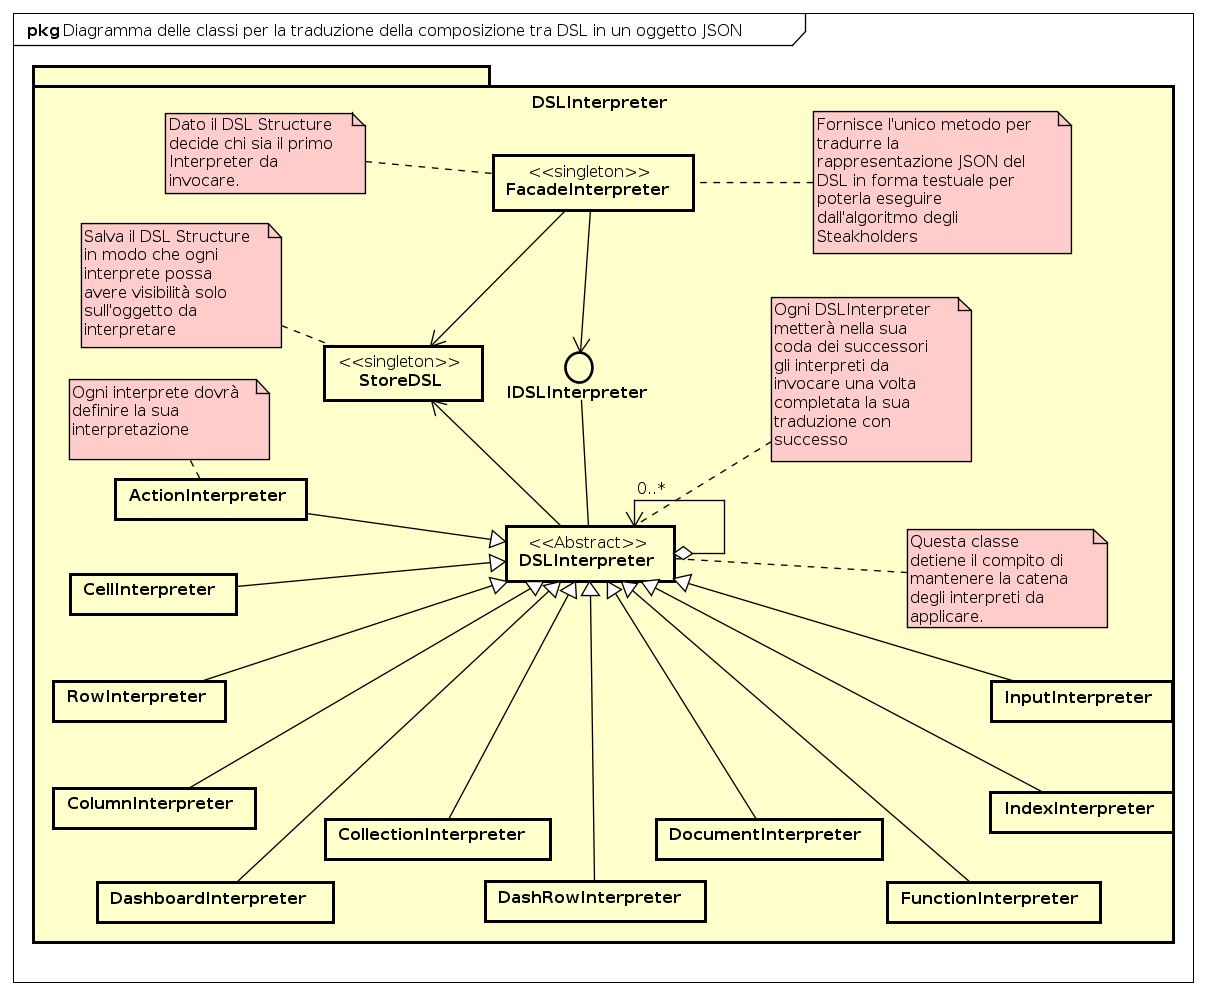 pkg Diagramma delle classi per la traduzione della composizione tra DSL in un oggetto JSON
DSLInterpreter
Dato il DSL Structure
decide chi sia il primo
Interpreter da
invocare.
<<singleton>>
FacadeInterpreter
Fornisce l'unico metodo per
tradurre la
rappresentazione JSON del
DSL in forma testuale per
poterla eseguire
dall'algoritmo degli
Steakholders
Salva il DSL Structure
in modo che ogni
interprete possa
avere visibilità solo
sull'oggetto da
interpretare
<<singleton>>
StoreDSL
IDSLInterpreter
Ogni DSLInterpreter
metterà nella sua
coda dei successori
gli interpreti da
invocare una volta
completata la sua
traduzione con
successo
Ogni interprete dovrà
definire la sua
interpretazione
ActionInterpreter
0..*
<<Abstract>>
DSLInterpreter
Questa classe
detiene il compito di
mantenere la catena
degli interpreti da
applicare.
CellInterpreter
RowInterpreter
InputInterpreter
ColumnInterpreter
IndexInterpreter
CollectionInterpreter
DocumentInterpreter
DashboardInterpreter
DashRowInterpreter
FunctionInterpreter